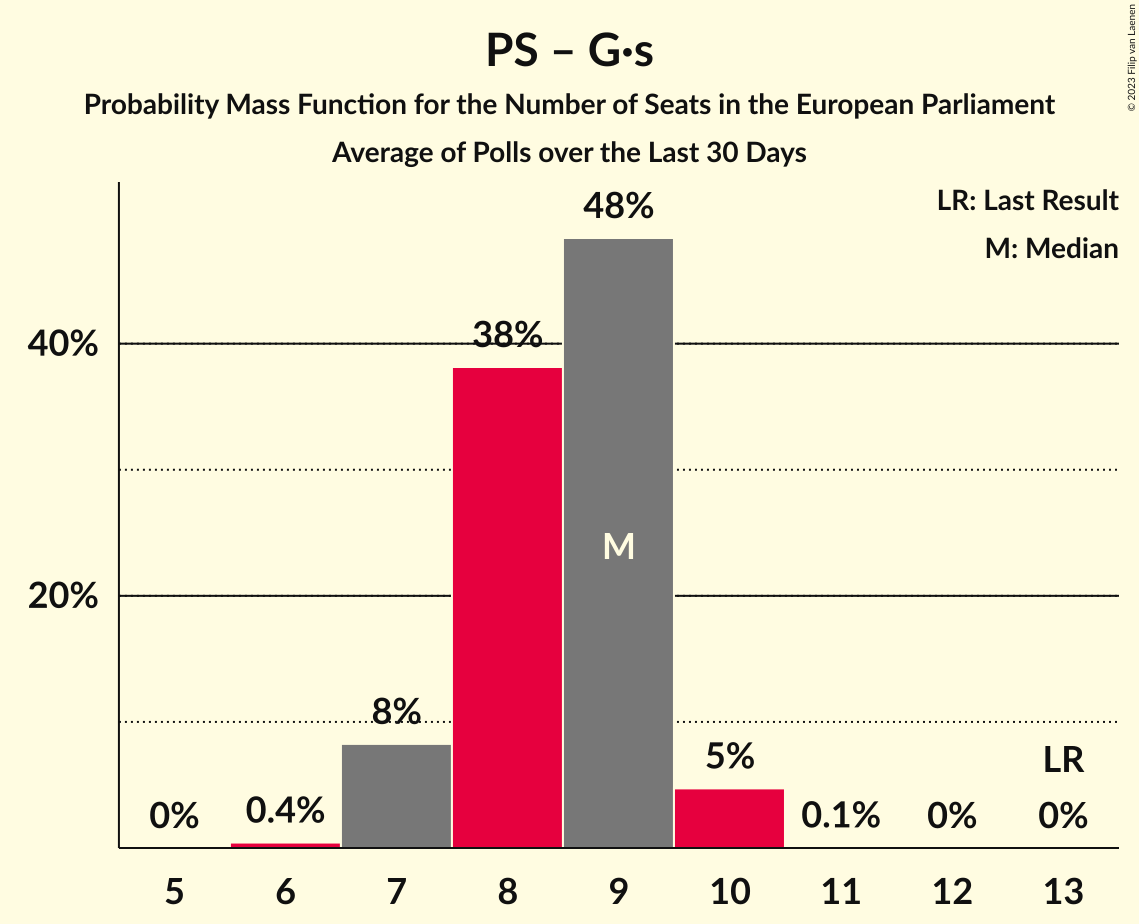 PS – G·s
Probability Mass Function for the Number of Seats in the European Parliament
Average of Polls over the Last 30 Days
© 2023 Filip van Laenen
LR: Last Result
M: Median
48%
38%
40%
M
20%
8%
5%
LR
0%
0.4%
0.1%
0%
0%
5 6 7 8 9 10 11 12 13